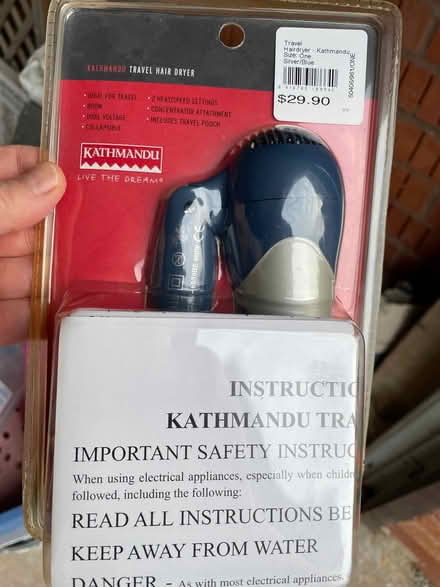 KATHMANDU TRAVEL HAIR DRYER
• IDEAL FOR TRAVEL
• 800W
• DUAL VOLTAGE
• COLLAPSIBLE
• 2 HEAT/SPEED SETTINGS
CONCENTRATOR ATTACHMENT
• INCLUDES TRAVEL POUCH
Travel
Hairdryer - Kathmandu
Size: One
Silver/Blue
$29.90
KATHMANDU
LIVE THE DREAM®
INSTRUCTIO
KATHMANDU TRA
IMPORTANT SAFETY INSTRUC
When using electrical appliances, especially when childr
followed, including the following:
READ ALL INSTRUCTIONS BE
KEEP AWAY FROM WATER
DANGER - As with most electrical appliances,